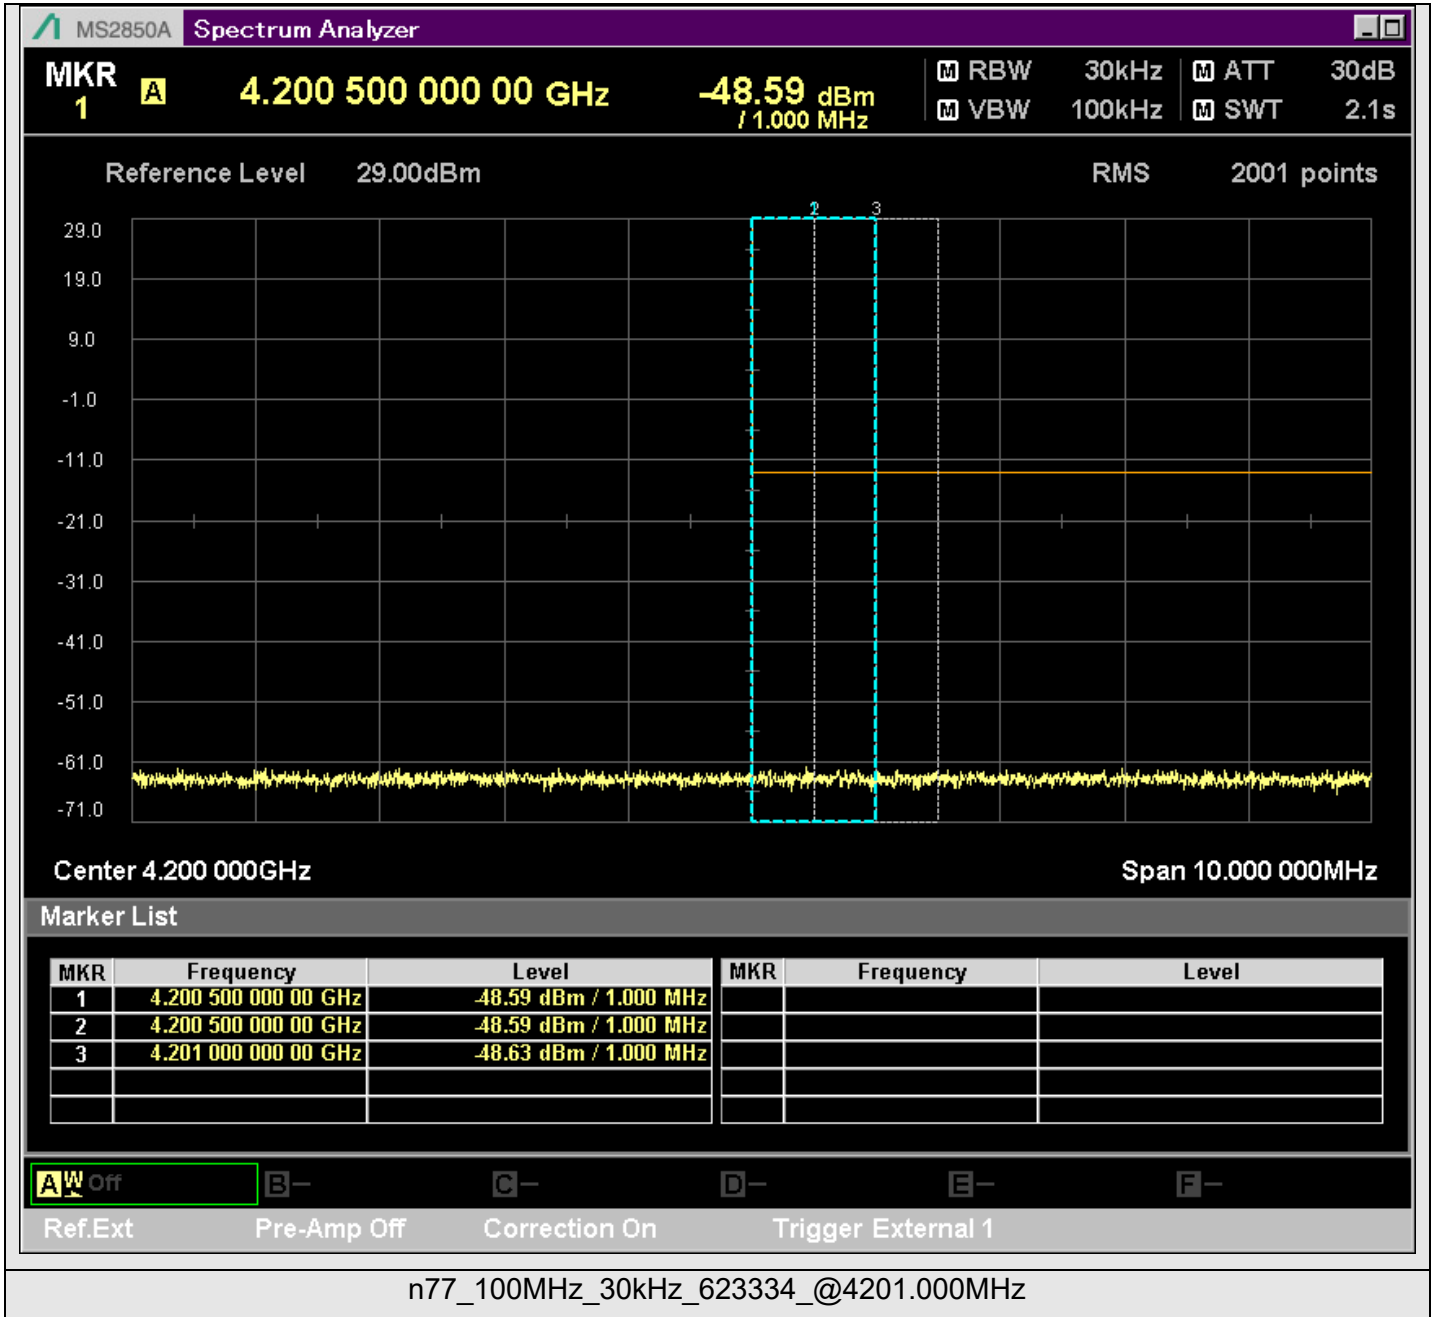 MS2850A Spectrum Analyzer
MKR 1 A 4.200 500 000 00 GHz -48.59 dBm / 1.000 MHz
M RBW 30kHz M ATT 30dB
M VBW 100kHz M SWT 2.1s
Reference Level 29.00dBm RMS 2001 points
2 3
29.0
19.0
9.0
-1.0
-11.0
-21.0
-31.0
-41.0
-51.0
-61.0
-71.0
Center 4.200 000GHz Span 10.000 000MHz
Marker List
MKR Frequency Level MKR Frequency Level
1 4.200 500 000 00 GHz -48.59 dBm / 1.000 MHz
2 4.200 500 000 00 GHz -48.59 dBm / 1.000 MHz
3 4.201 000 000 00 GHz -48.63 dBm / 1.000 MHz
A W Off B – C – D – E – F –
Ref.Ext Pre-Amp Off Correction On Trigger External 1
n77_100MHz_30kHz_623334_@4201.000MHz